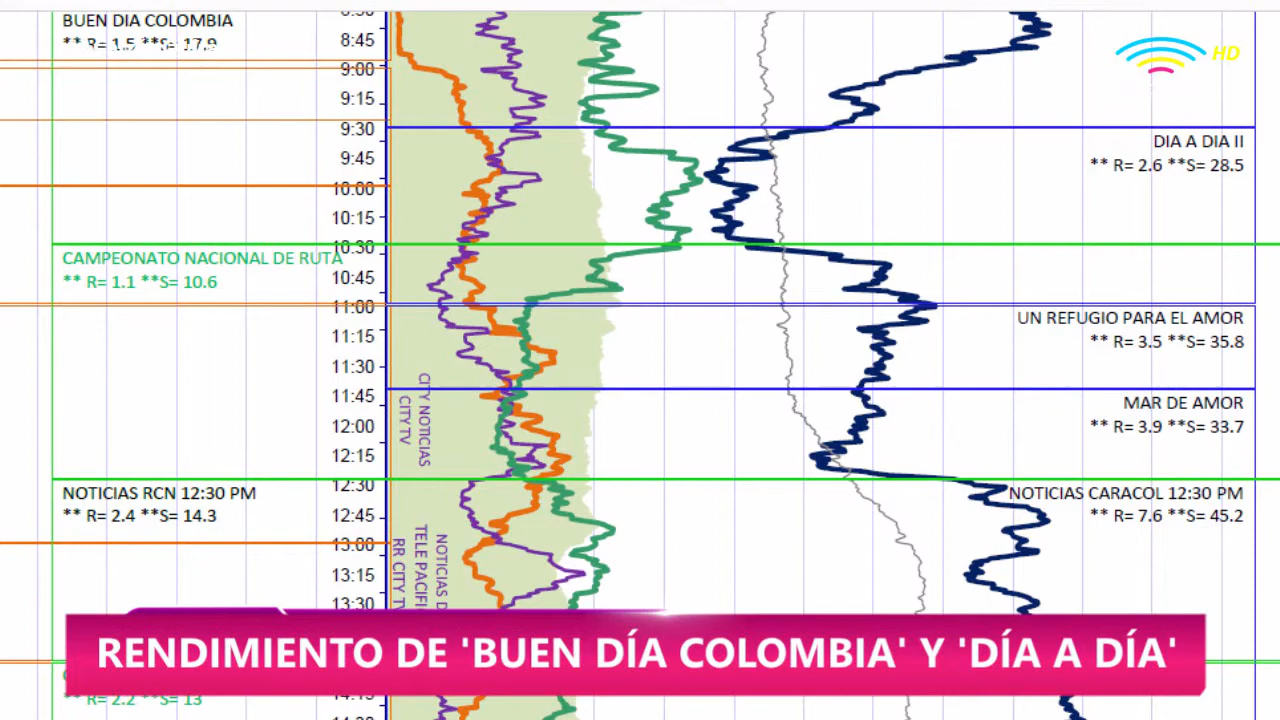 BUEN DIA COLOMBIA
** R= 1.5 **S= 17.9
8:45
9:00
9:15
9:30
9:45
10:00
10:15
10:30
10:45
11:00
11:15
11:30
11:45
12:00
12:15
12:30
12:45
13:00
13:15
13:30
HD
DIA A DIA II
** R= 2.6 **S= 28.5
CAMPEONATO NACIONAL DE RUTA
** R= 1.1 **S= 10.6
UN REFUGIO PARA EL AMOR
** R= 3.5 **S= 35.8
MAR DE AMOR
** R= 3.9 **S= 33.7
CITY NOTICIAS
CITY TV
NOTICIAS RCN 12:30 PM
** R= 2.4 **S= 14.3
NOTICIAS CARACOL 12:30 PM
** R= 7.6 **S= 45.2
NOTICIAS
TELE
RR CITY
RENDIMIENTO DE 'BUEN DÍA COLOMBIA' Y 'DÍA A DÍA'
** R= 2.2 **S= 13